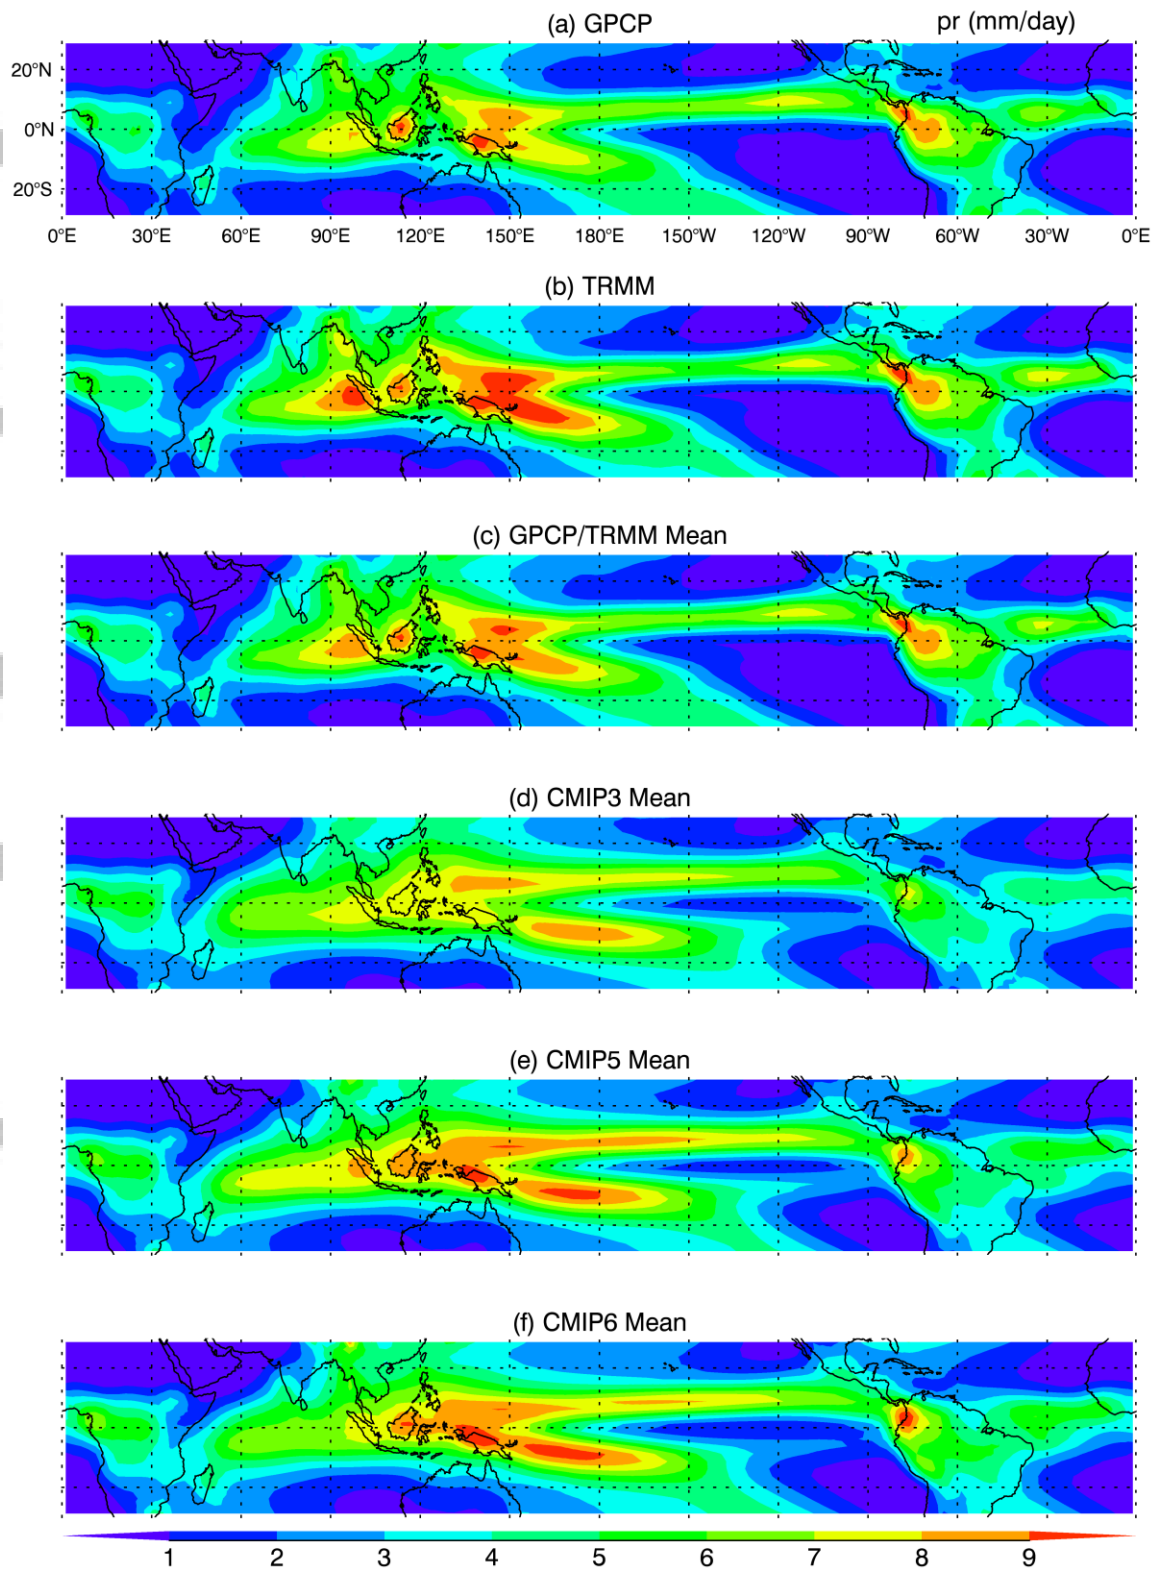 (a) GPCP pr (mm/day)
20°N
0°N
20°S
0°E 30°E 60°E 90°E 120°E 150°E 180°E 150°W 120°W 90°W 60°W 30°W 0°E
(b) TRMM
(c) GPCP/TRMM Mean
(d) CMIP3 Mean
(e) CMIP5 Mean
(f) CMIP6 Mean
1 2 3 4 5 6 7 8 9